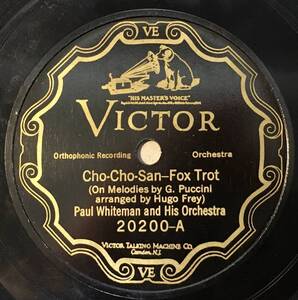 VE
"HIS MASTER'S VOICE"
VICTOR
Orthophonic Recording Orchestra
Cho-Cho-San-Fox Trot
(On Melodies by G. Puccini
arranged by Hugo Frey)
Paul Whiteman and His Orchestra
20200-A
VICTOR TALKING MACHINE CO.
Camden, N.J.
VE